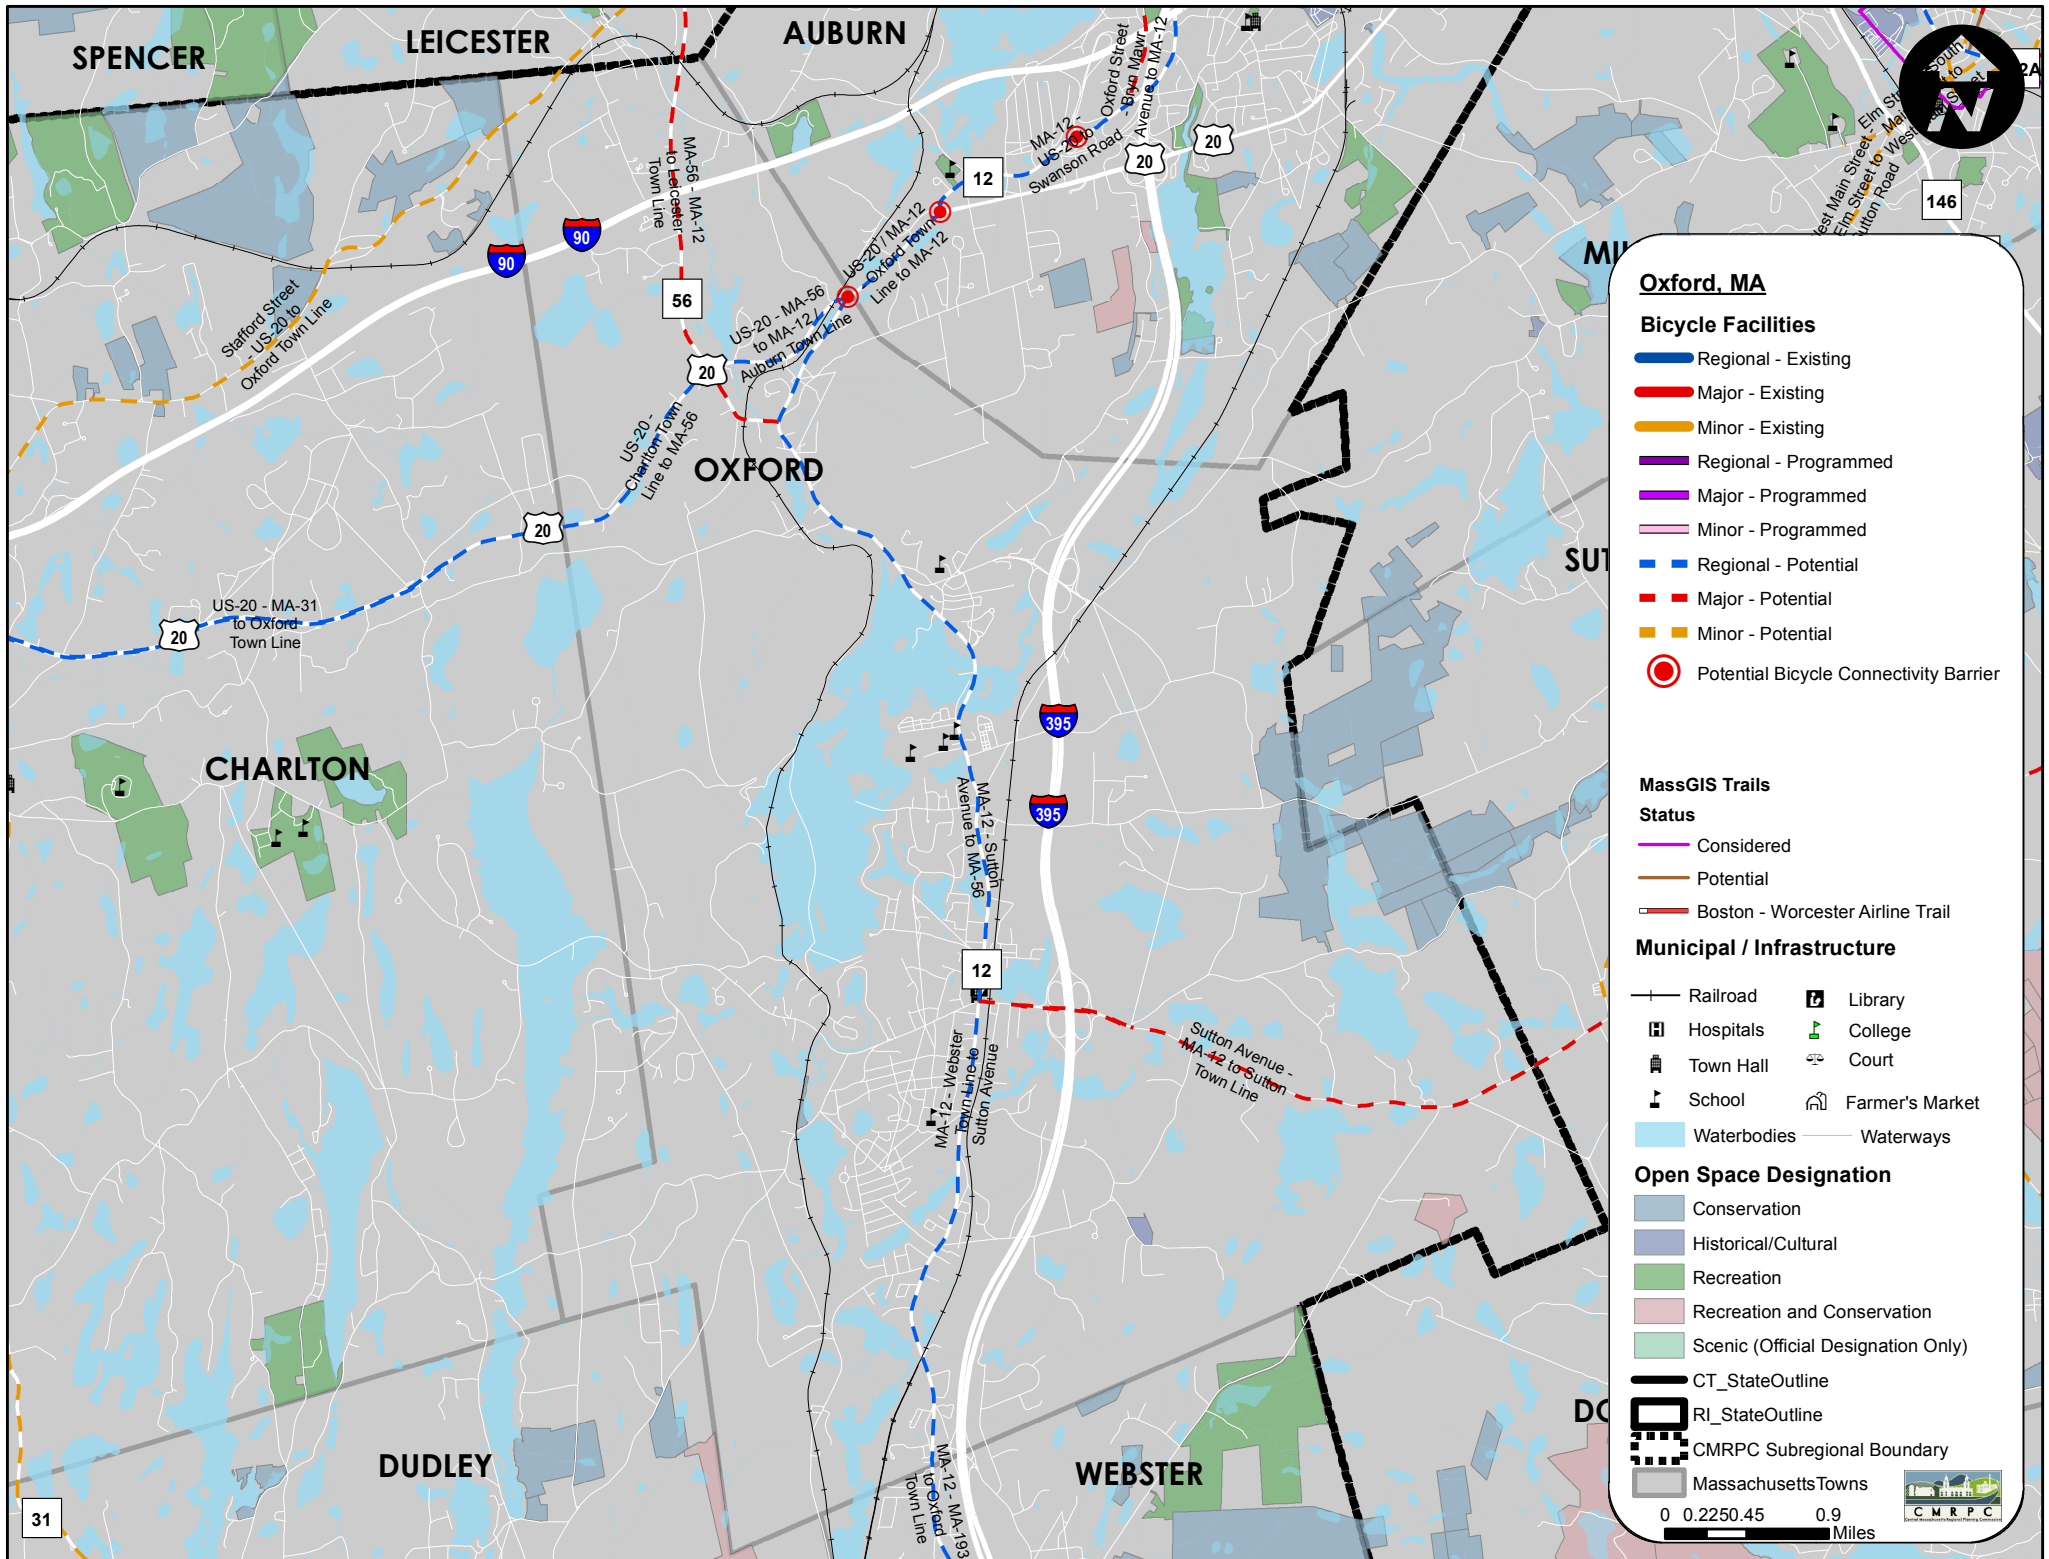 SPENCER
LEICESTER
AUBURN
MA-56 - MA-12
to Leicester
Town Line
Oxford Street
- Bryn Mawr
Avenue to MA-12
MA-12 -
US-20 to
Swanson Road
20
20
12
90
90
56
US-20 / MA-12
Oxford Town
Line to MA-12
US-20 - MA-56
to MA-12 /
Auburn Town Line
Stafford Street
- US-20 to
Oxford Town Line
20
US-20 -
Charlton Town
Line to MA-56
OXFORD
20
US-20 - MA-31
to Oxford
Town Line
20
CHARLTON
395
395
MA-12 - Sutton
Avenue to MA-56
12
Sutton Avenue -
MA-12 to Sutton
Town Line
MA-12 - Webster
Town Line to
Sutton Avenue
DUDLEY
WEBSTER
MA-12 - MA-193
to Oxford
Town Line
31
2A
146
Elm Street to
Sutton Road
MIL
SUT
DO
Oxford, MA
Bicycle Facilities
Regional - Existing
Major - Existing
Minor - Existing
Regional - Programmed
Major - Programmed
Minor - Programmed
Regional - Potential
Major - Potential
Minor - Potential
Potential Bicycle Connectivity Barrier
MassGIS Trails
Status
Considered
Potential
Boston - Worcester Airline Trail
Municipal / Infrastructure
Railroad
Library
Hospitals
College
Town Hall
Court
School
Farmer's Market
Waterbodies
Waterways
Open Space Designation
Conservation
Historical/Cultural
Recreation
Recreation and Conservation
Scenic (Official Designation Only)
CT_StateOutline
RI_StateOutline
CMRPC Subregional Boundary
MassachusettsTowns
0 0.2250.45 0.9
Miles
CMRPC
N